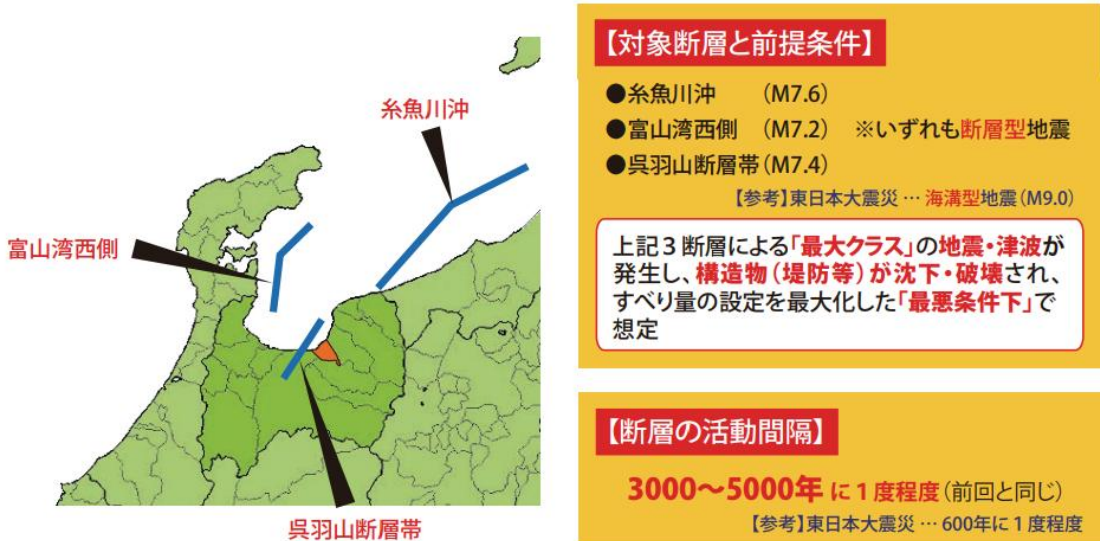 糸魚川沖
富山湾西側
呉羽山断層帯
【対象断層と前提条件】
●糸魚川沖 (M7.6)
●富山湾西側 (M7.2) ※いずれも断層型地震
●呉羽山断層帯(M7.4)
【参考】東日本大震災 … 海溝型地震(M9.0)
上記3断層による「最大クラス」の地震・津波が
発生し、構造物(堤防等)が沈下・破壊され、
すべり量の設定を最大化した「最悪条件下」で
想定
【断層の活動間隔】
3000〜5000年に1度程度(前回と同じ)
【参考】東日本大震災 … 600年に1度程度